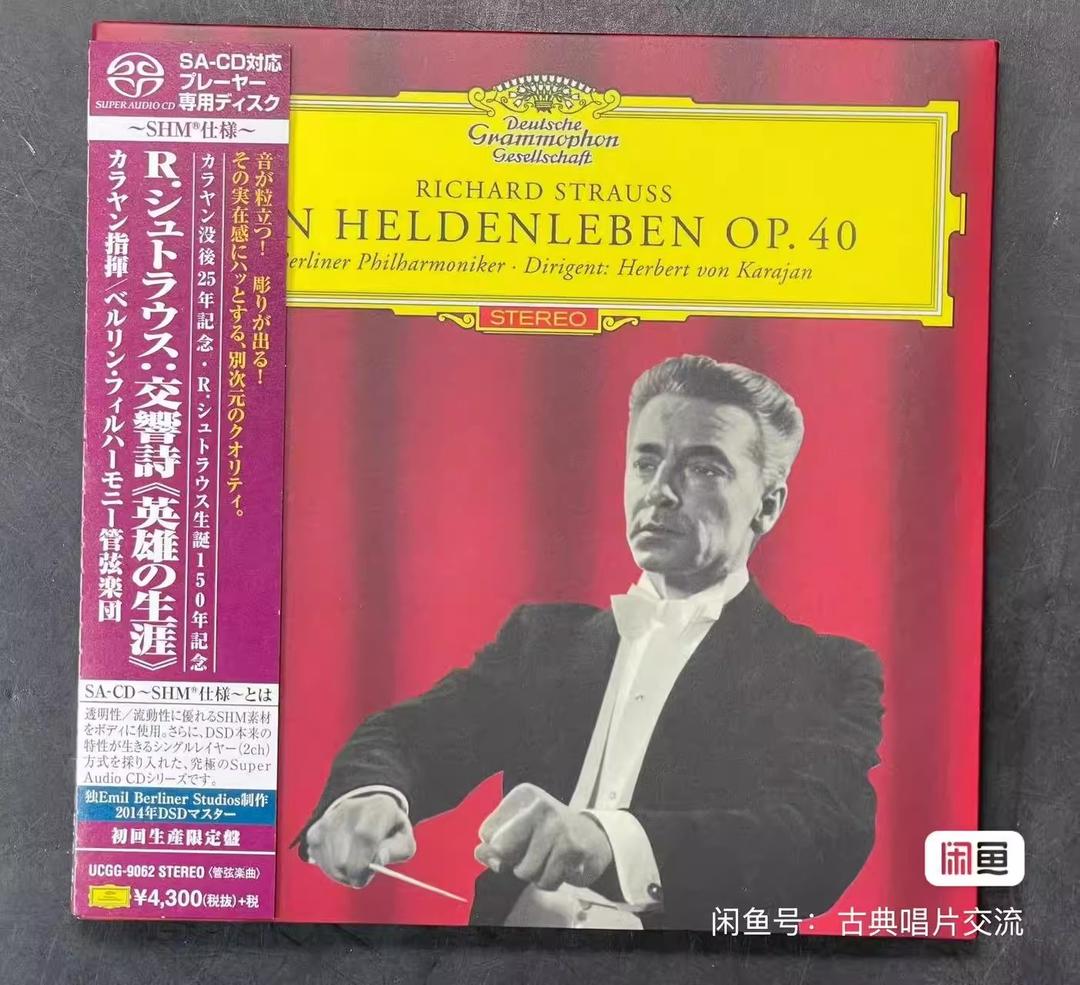 SUPER AUDIO CD
SA-CD対応
プレーヤー
専用ディスク
～SHM®仕様～
音が粒立つ！ 彫りが出る！
その実在感にハッとする、別次元のクオリティ。
カラヤン没後25年記念・R.シュトラウス生誕150年記念
R.シュトラウス：交響詩《英雄の生涯》
カラヤン指揮／ベルリン・フィルハーモニー管弦楽団
SA-CD～SHM®仕様～とは
透明性／流動性に優れるSHM素材
をボディに使用。さらに、DSD本来の
特性が生きるシングルレイヤー(2ch)
方式を採り入れた、究極のSuper
Audio CDシリーズです。
独Emil Berliner Studios制作
2014年DSDマスター
初回生産限定盤
UCGG-9062 STEREO〈管弦楽曲〉
¥4,300(税抜)+税
Deutsche
Grammophon
Gesellschaft
RICHARD STRAUSS
N HELDENLEBEN OP. 40
erliner Philharmoniker · Dirigent: Herbert von Karajan
STEREO
闲鱼
闲鱼号：古典唱片交流